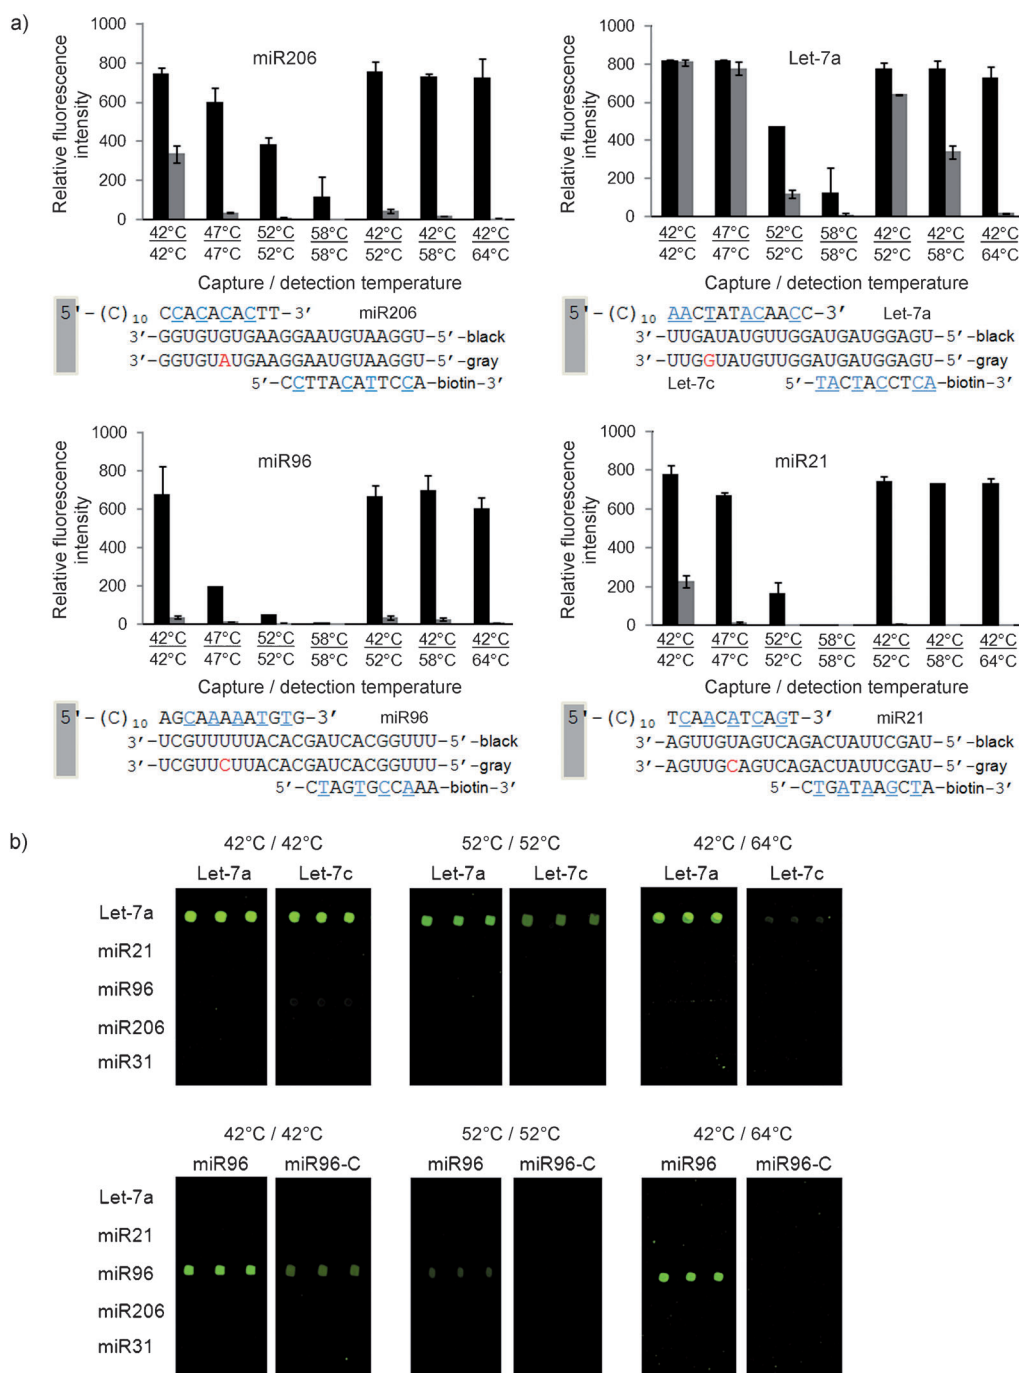 a)
miR206
Relative fluorescence intensity
1000
800
600
400
200
0
42°C 47°C 52°C 58°C 42°C 42°C 42°C
42°C 47°C 52°C 58°C 52°C 58°C 64°C
Capture / detection temperature
5'-(C)10 CCACACACTT-3' miR206
3'-GGUGUGUGAAGGAAUGUAAGGU-5'-black
3'-GGUGUAUGAAGGAAUGUAAGGU-5'-gray
5'-CCTTACATTCCA-biotin-3'
Let-7a
Relative fluorescence intensity
1000
800
600
400
200
0
42°C 47°C 52°C 58°C 42°C 42°C 42°C
42°C 47°C 52°C 58°C 52°C 58°C 64°C
Capture / detection temperature
5'-(C)10 AACTATACAACC-3' Let-7a
3'-UUGAUAUGUUGGAUGAUGGAGU-5'-black
3'-UUGGUAUGUUGGAUGAUGGAGU-5'-gray
Let-7c 5'-TACTACCTCA-biotin-3'
miR96
Relative fluorescence intensity
1000
800
600
400
200
0
42°C 47°C 52°C 58°C 42°C 42°C 42°C
42°C 47°C 52°C 58°C 52°C 58°C 64°C
Capture / detection temperature
5'-(C)10 AGCAAAAATGTG-3' miR96
3'-UCGUUUUUACACGAUCACGGUUU-5'-black
3'-UCGUUCUUACACGAUCACGGUUU-5'-gray
5'-CTAGTGCCAAA-biotin-3'
miR21
Relative fluorescence intensity
1000
800
600
400
200
0
42°C 47°C 52°C 58°C 42°C 42°C 42°C
42°C 47°C 52°C 58°C 52°C 58°C 64°C
Capture / detection temperature
5'-(C)10 TCAACATCAGT-3' miR21
3'-AGUUGUAGUCAGACUAUUCGAU-5'-black
3'-AGUUGCAGUCAGACUAUUCGAU-5'-gray
5'-CTGATAAGCTA-biotin-3'
b)
42°C / 42°C 52°C / 52°C 42°C / 64°C
Let-7a Let-7c Let-7a Let-7c Let-7a Let-7c
Let-7a
miR21
miR96
miR206
miR31
42°C / 42°C 52°C / 52°C 42°C / 64°C
miR96 miR96-C miR96 miR96-C miR96 miR96-C
Let-7a
miR21
miR96
miR206
miR31